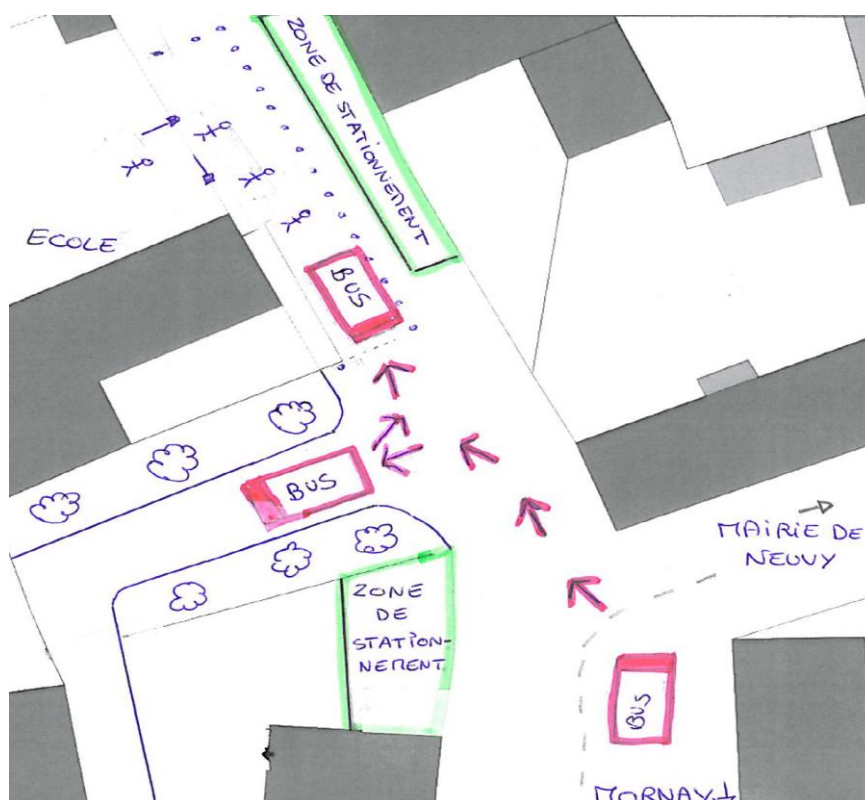 ZONE DE STATIONNEMENT
ECOLE
BUS
BUS
MAIRIE DE
NEUVY
ZONE
DE
STATION-
NEMENT
BUS
MORNAY